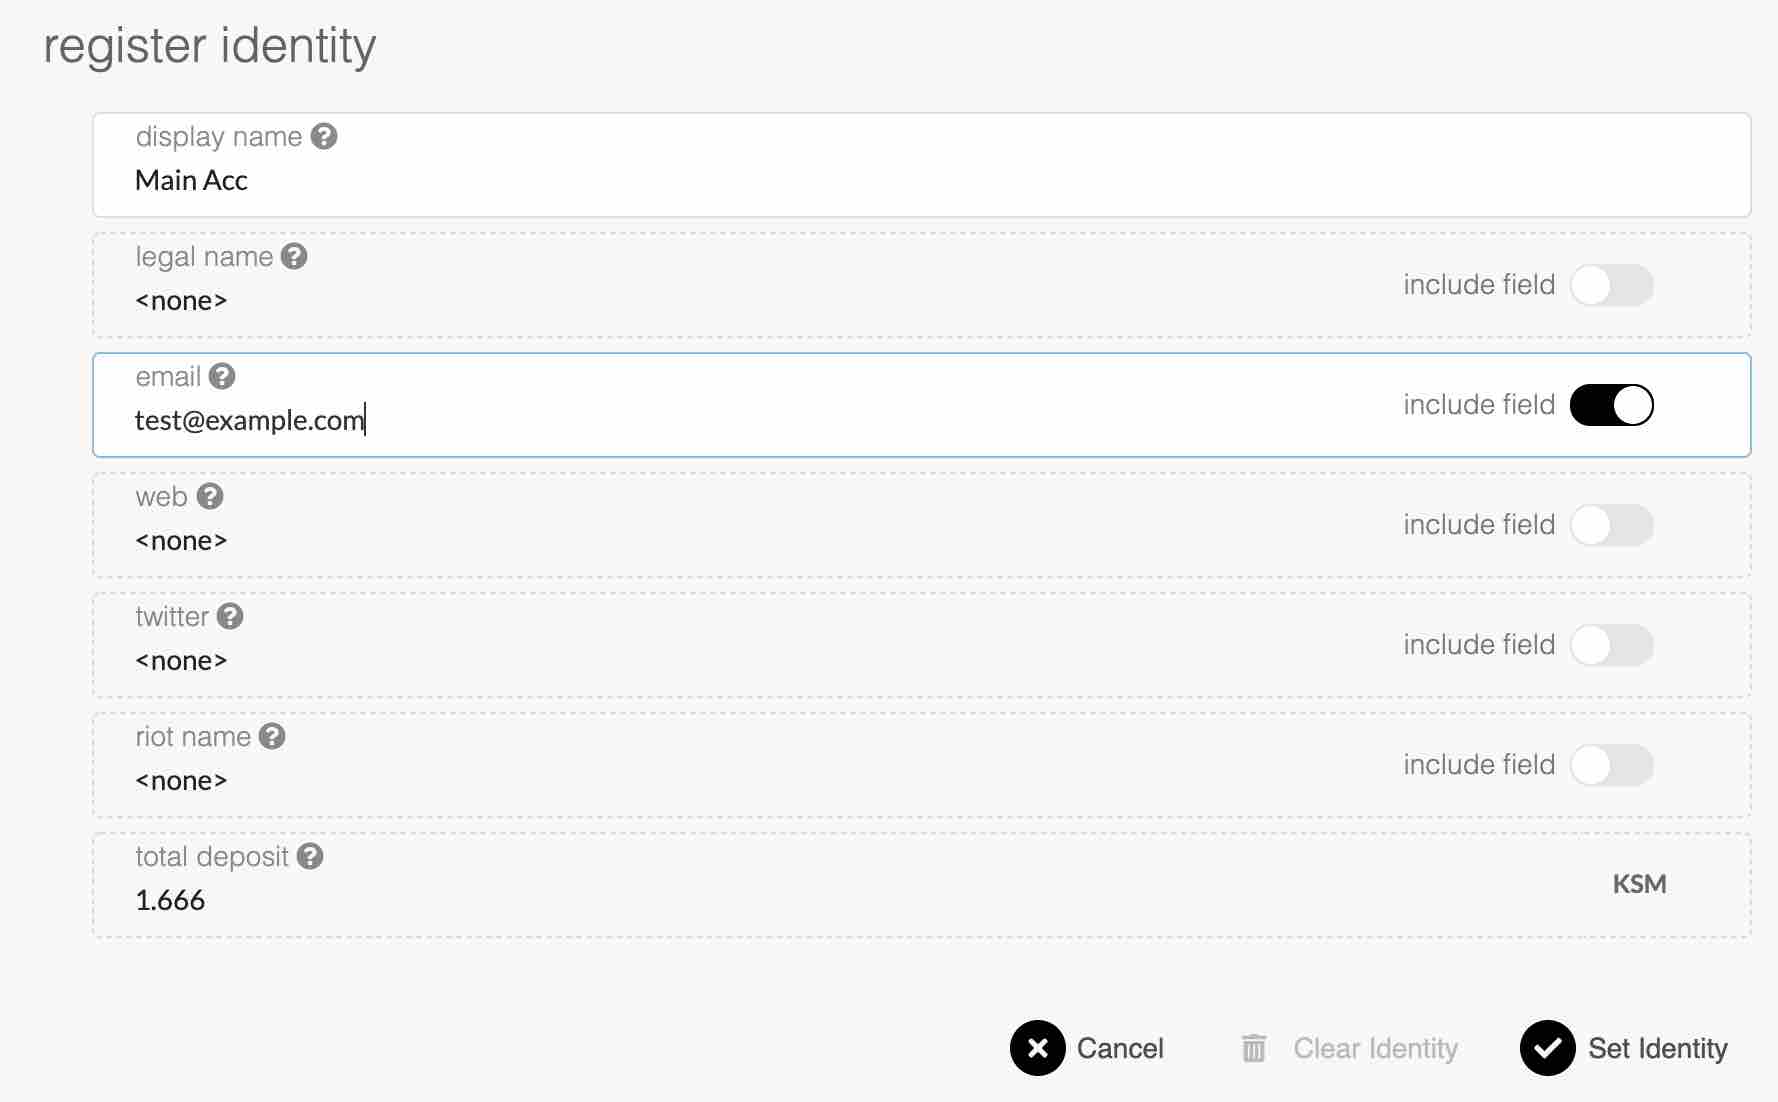 register identity
display name ?
Main Acc
legal name ?
<none>
include field
email ?
test@example.com
include field
web ?
<none>
include field
twitter ?
<none>
include field
riot name ?
<none>
include field
total deposit ?
1.666
KSM
Cancel
Clear Identity
Set Identity